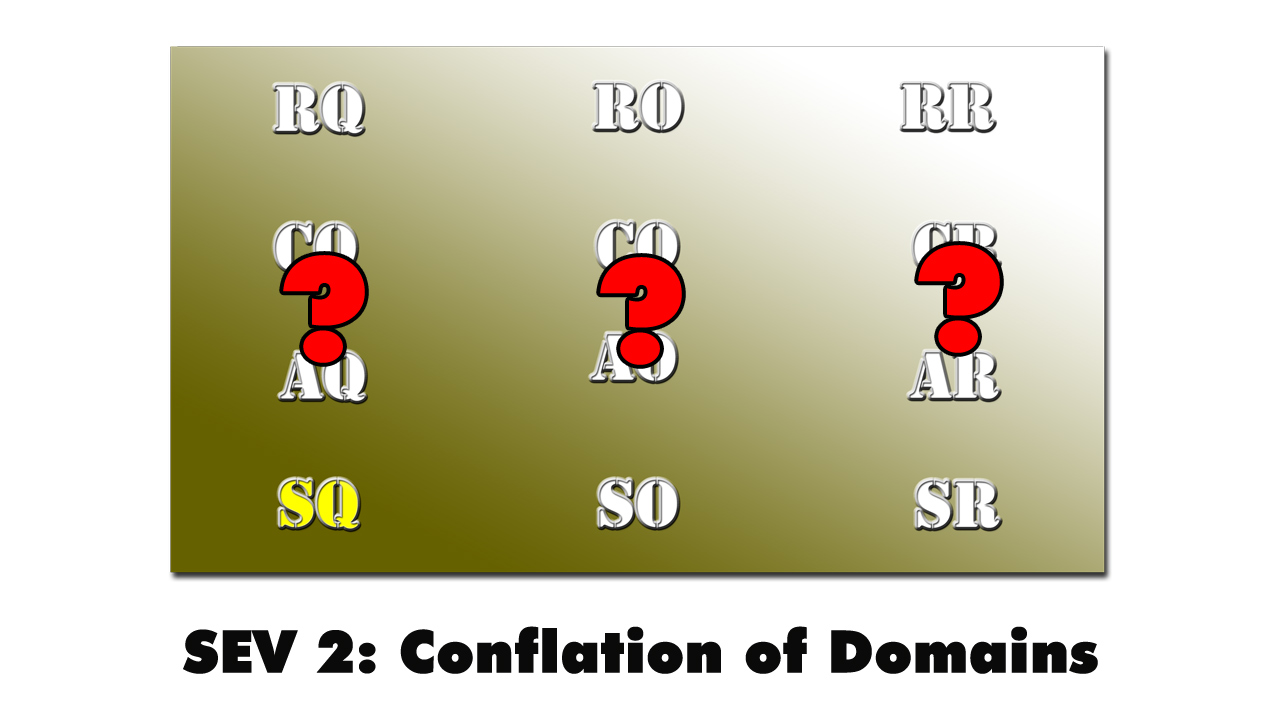 RQ RO RR
CQ CO CR
? ? ?
AQ AO AR
SQ SO SR
SEV 2: Conflation of Domains